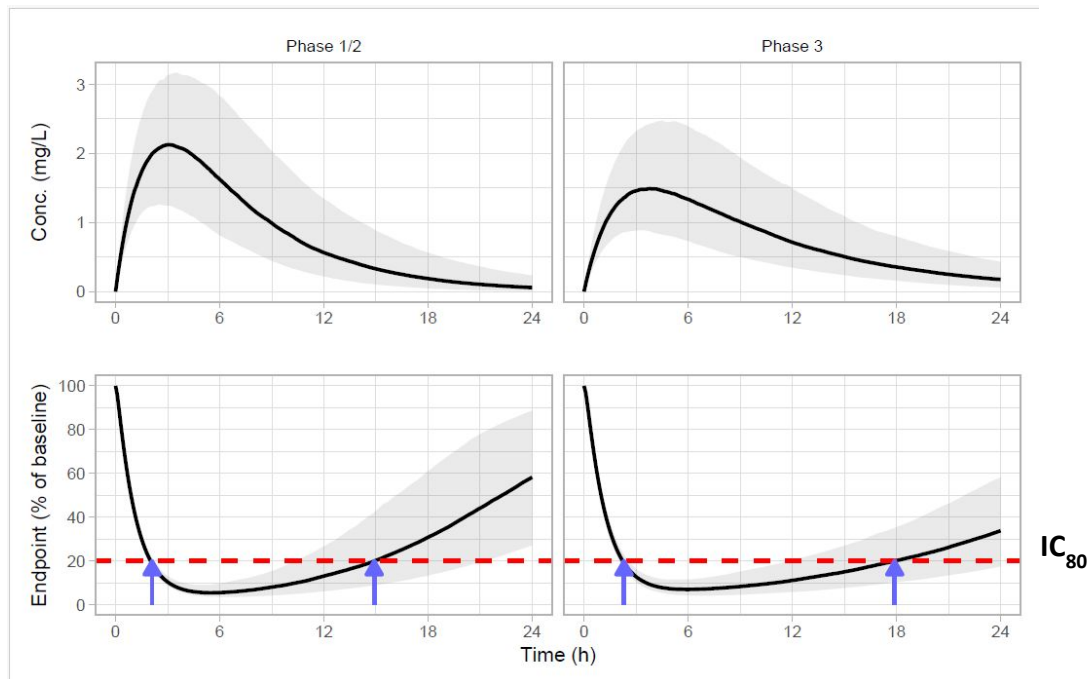 Phase 1/2
Phase 3
Conc. (mg/L)
3
2
1
0
0 6 12 18 24
0 6 12 18 24
Endpoint (% of baseline)
100
80
60
40
20
0
IC80
0 6 12 18 24
0 6 12 18 24
Time (h)